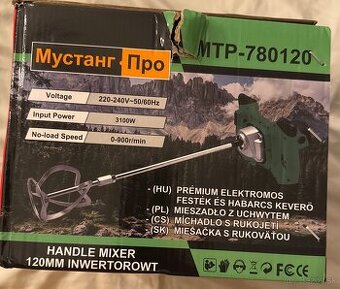 Мустанг Про
MTP-780120
Voltage 220-240V~50/60Hz
Input Power 3100W
No-load Speed 0-900r/min
-(HU) PRÉMIUM ELEKTROMOS
FESTÉK ÉS HABARCS KEVERŐ
-(PL) MIESZADŁO Z UCHWYTEM
-(CS) MÍCHADLO S RUKOJETÍ
-(SK) MIEŠAČKA S RUKOVÄŤOU
HANDLE MIXER
120MM INWERTOROWT
CE FC